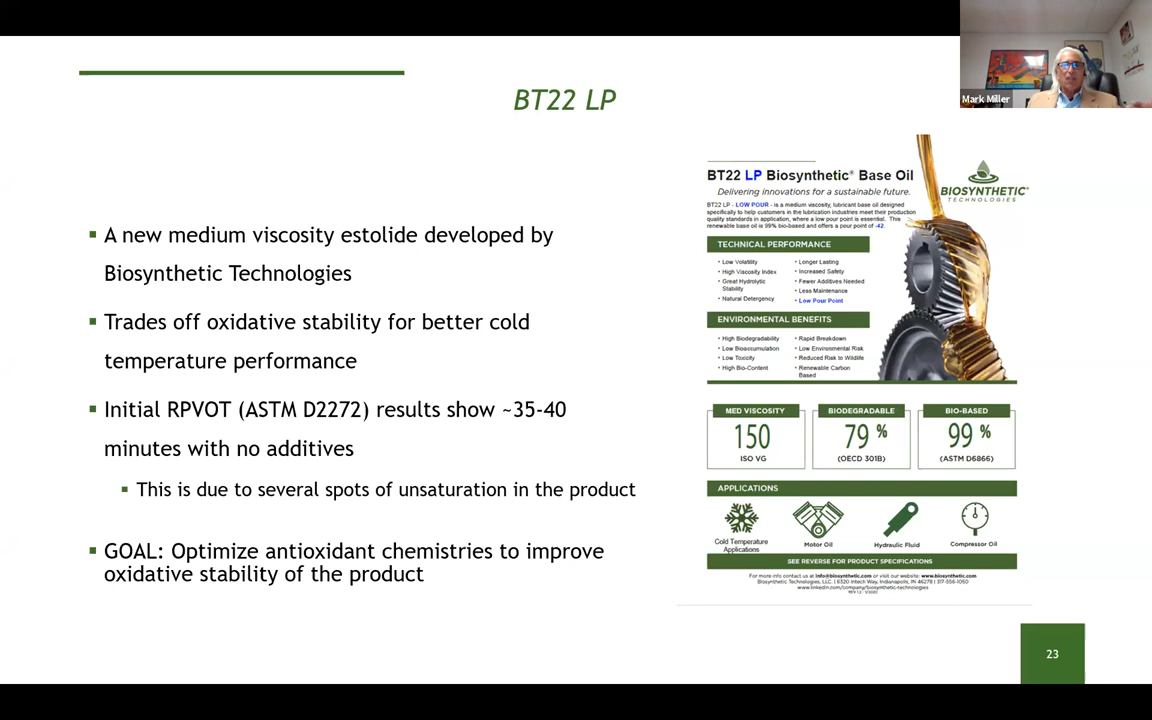 Mark Miller
BT22 LP
▪ A new medium viscosity estolide developed by
Biosynthetic Technologies
▪ Trades off oxidative stability for better cold
temperature performance
▪ Initial RPVOT (ASTM D2272) results show ~35-40
minutes with no additives
▪ This is due to several spots of unsaturation in the product
▪ GOAL: Optimize antioxidant chemistries to improve
oxidative stability of the product
BT22 LP Biosynthetic® Base Oil
Delivering innovations for a sustainable future.
BIOSYNTHETIC®
TECHNOLOGIES
BT22 LP - LOW POUR - is a medium viscosity, lubricant base oil designed
specifically to help customers in the lubrication industries meet their production
quality standards in application, where a low pour point is essential. This
renewable base oil is 99% bio-based and offers a pour point of -42.
TECHNICAL PERFORMANCE
• Low Volatility
• High Viscosity Index
• Great Hydrolytic
Stability
• Natural Detergency
• Longer Lasting
• Increased Safety
• Fewer Additives Needed
• Less Maintenance
• Low Pour Point
ENVIRONMENTAL BENEFITS
• High Biodegradability
• Low Bioaccumulation
• Low Toxicity
• High Bio-Content
• Rapid Breakdown
• Low Environmental Risk
• Reduced Risk to Wildlife
• Renewable Carbon
Based
MED VISCOSITY
150
ISO VG
BIODEGRADABLE
79 %
(OECD 301B)
BIO-BASED
99 %
(ASTM D6866)
APPLICATIONS
Cold Temperature
Applications
Motor Oil
Hydraulic Fluid
Compressor Oil
SEE REVERSE FOR PRODUCT SPECIFICATIONS
For more info contact us at info@biosynthetic.com or visit our website: www.biosynthetic.com
Biosynthetic Technologies, LLC. | 6320 Intech Way, Indianapolis, IN 46278 | 317-556-1050
www.linkedin.com/company/biosynthetic-technologies
23